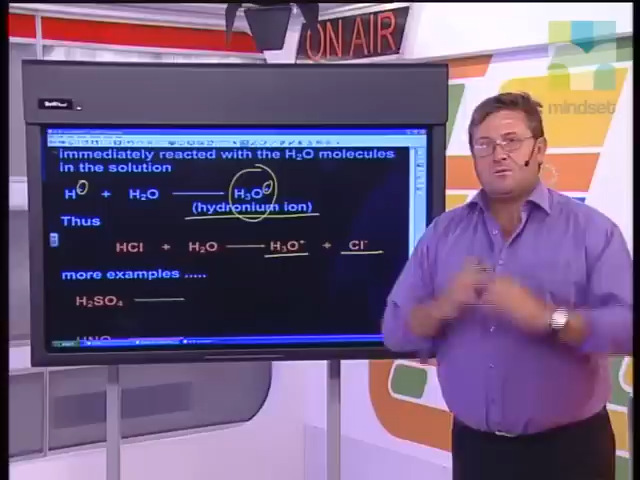 ON AIR
mindset
immediately reacted with the H₂O molecules
in the solution
H + H₂O ——— H₃O
(hydronium ion)
Thus
HCl + H₂O ——— H₃O⁺ + Cl⁻
more examples .....
H₂SO₄ ———
HNO